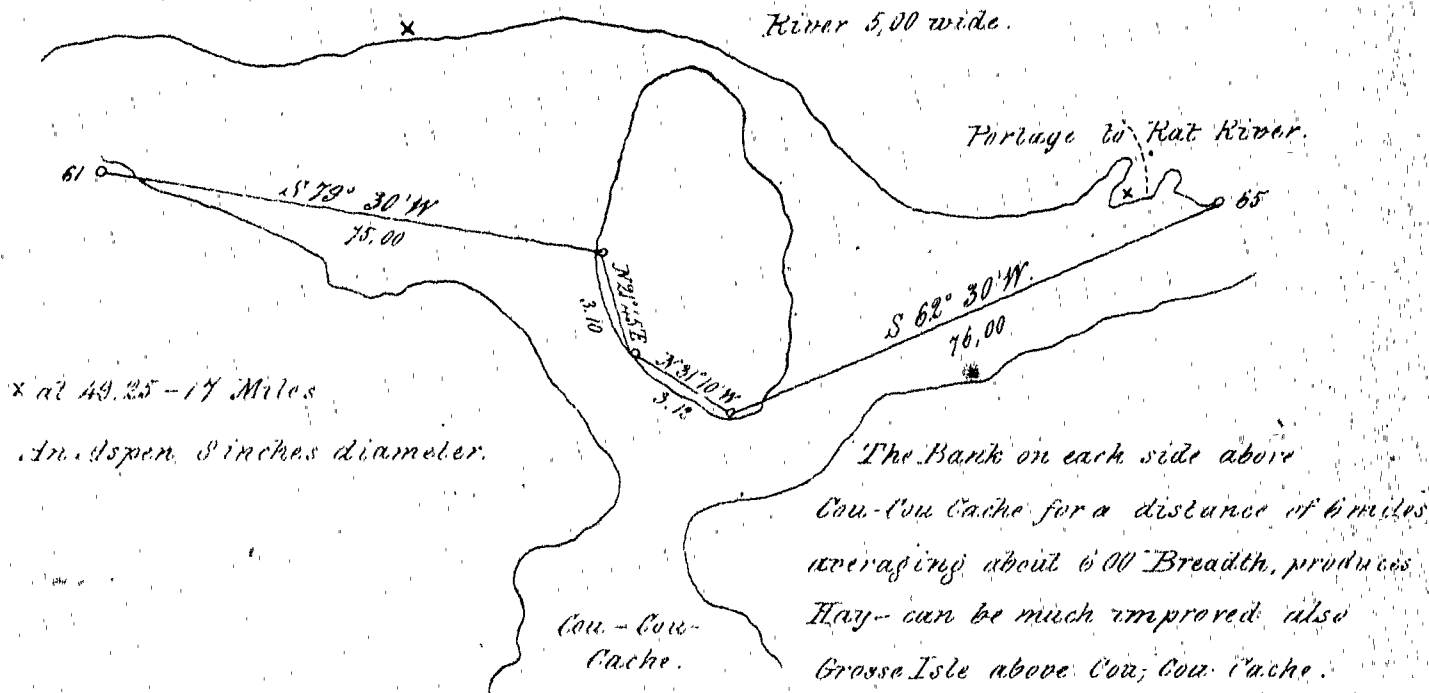 River 5,00 wide.
Portage to Rat River.
61
S 79° 30' W
75.00
65
N 21° 45' E
3.10
S 62° 30' W.
76,00
N 31° 10 W
3.13
x at 49.25 - 17 Miles
An Aspen 8 inches diameter.
The Bank on each side above
Cou-Cou Cache for a distance of 6 miles
averaging about 6 00 Breadth, produces
Hay - can be much improved also
Grosse Isle above Cou; Cou Cache.
Cou - Cou -
Cache.